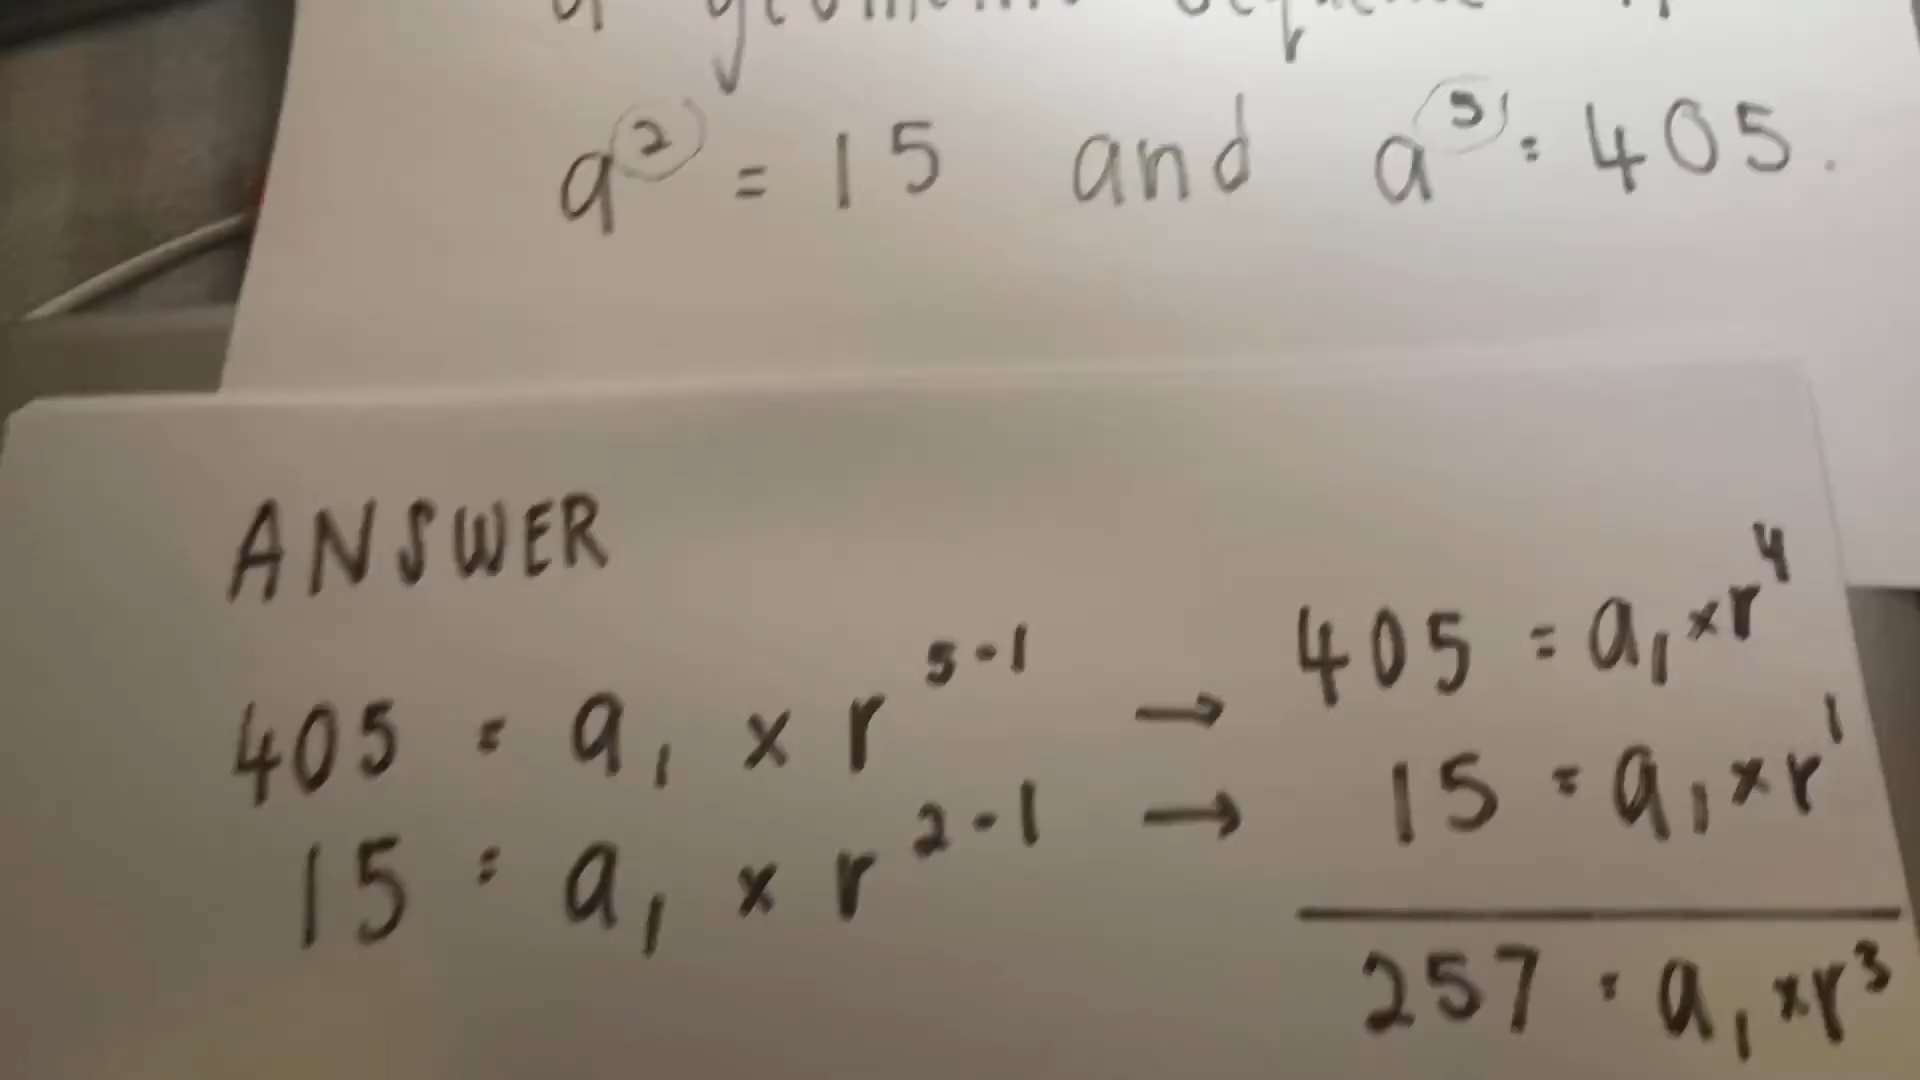 a² = 15 and a⁵ = 405.
ANSWER
405 = a₁ × r⁵⁻¹ → 405 = a₁ × r⁴
15 = a₁ × r²⁻¹ → 15 = a₁ × r¹
257 = a₁ × r³